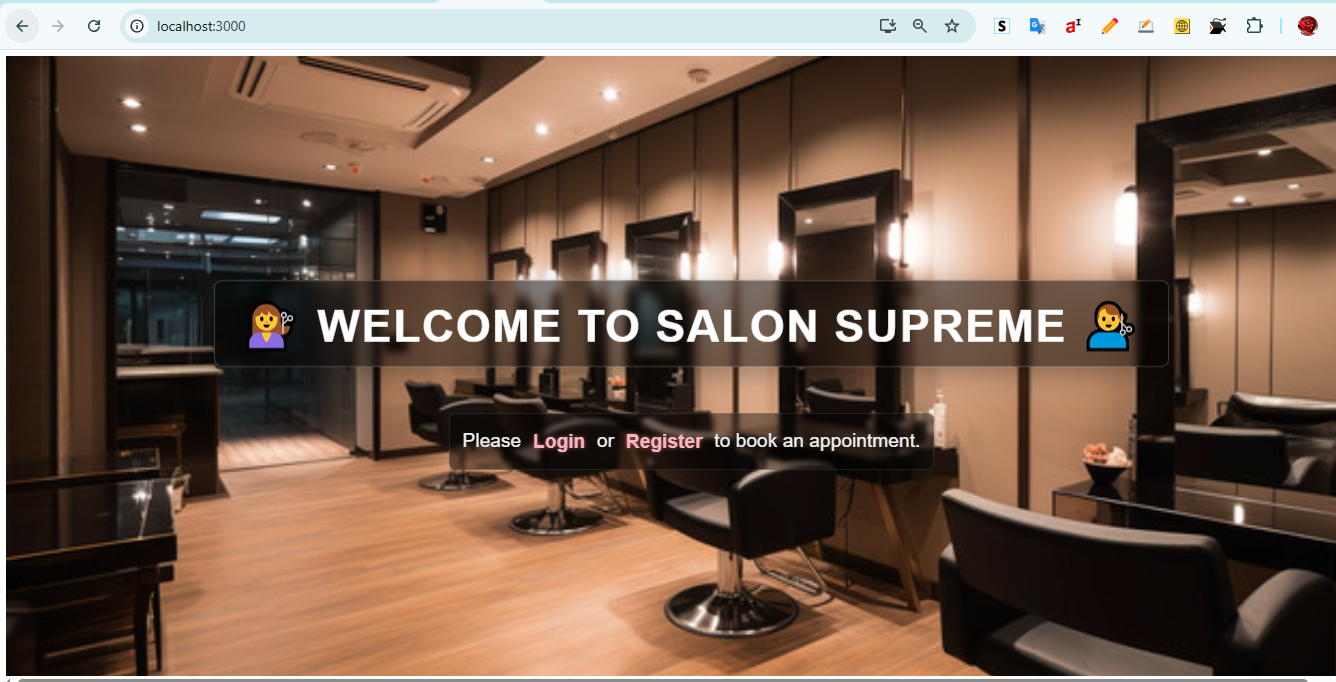 localhost:3000
WELCOME TO SALON SUPREME
Please Login or Register to book an appointment.